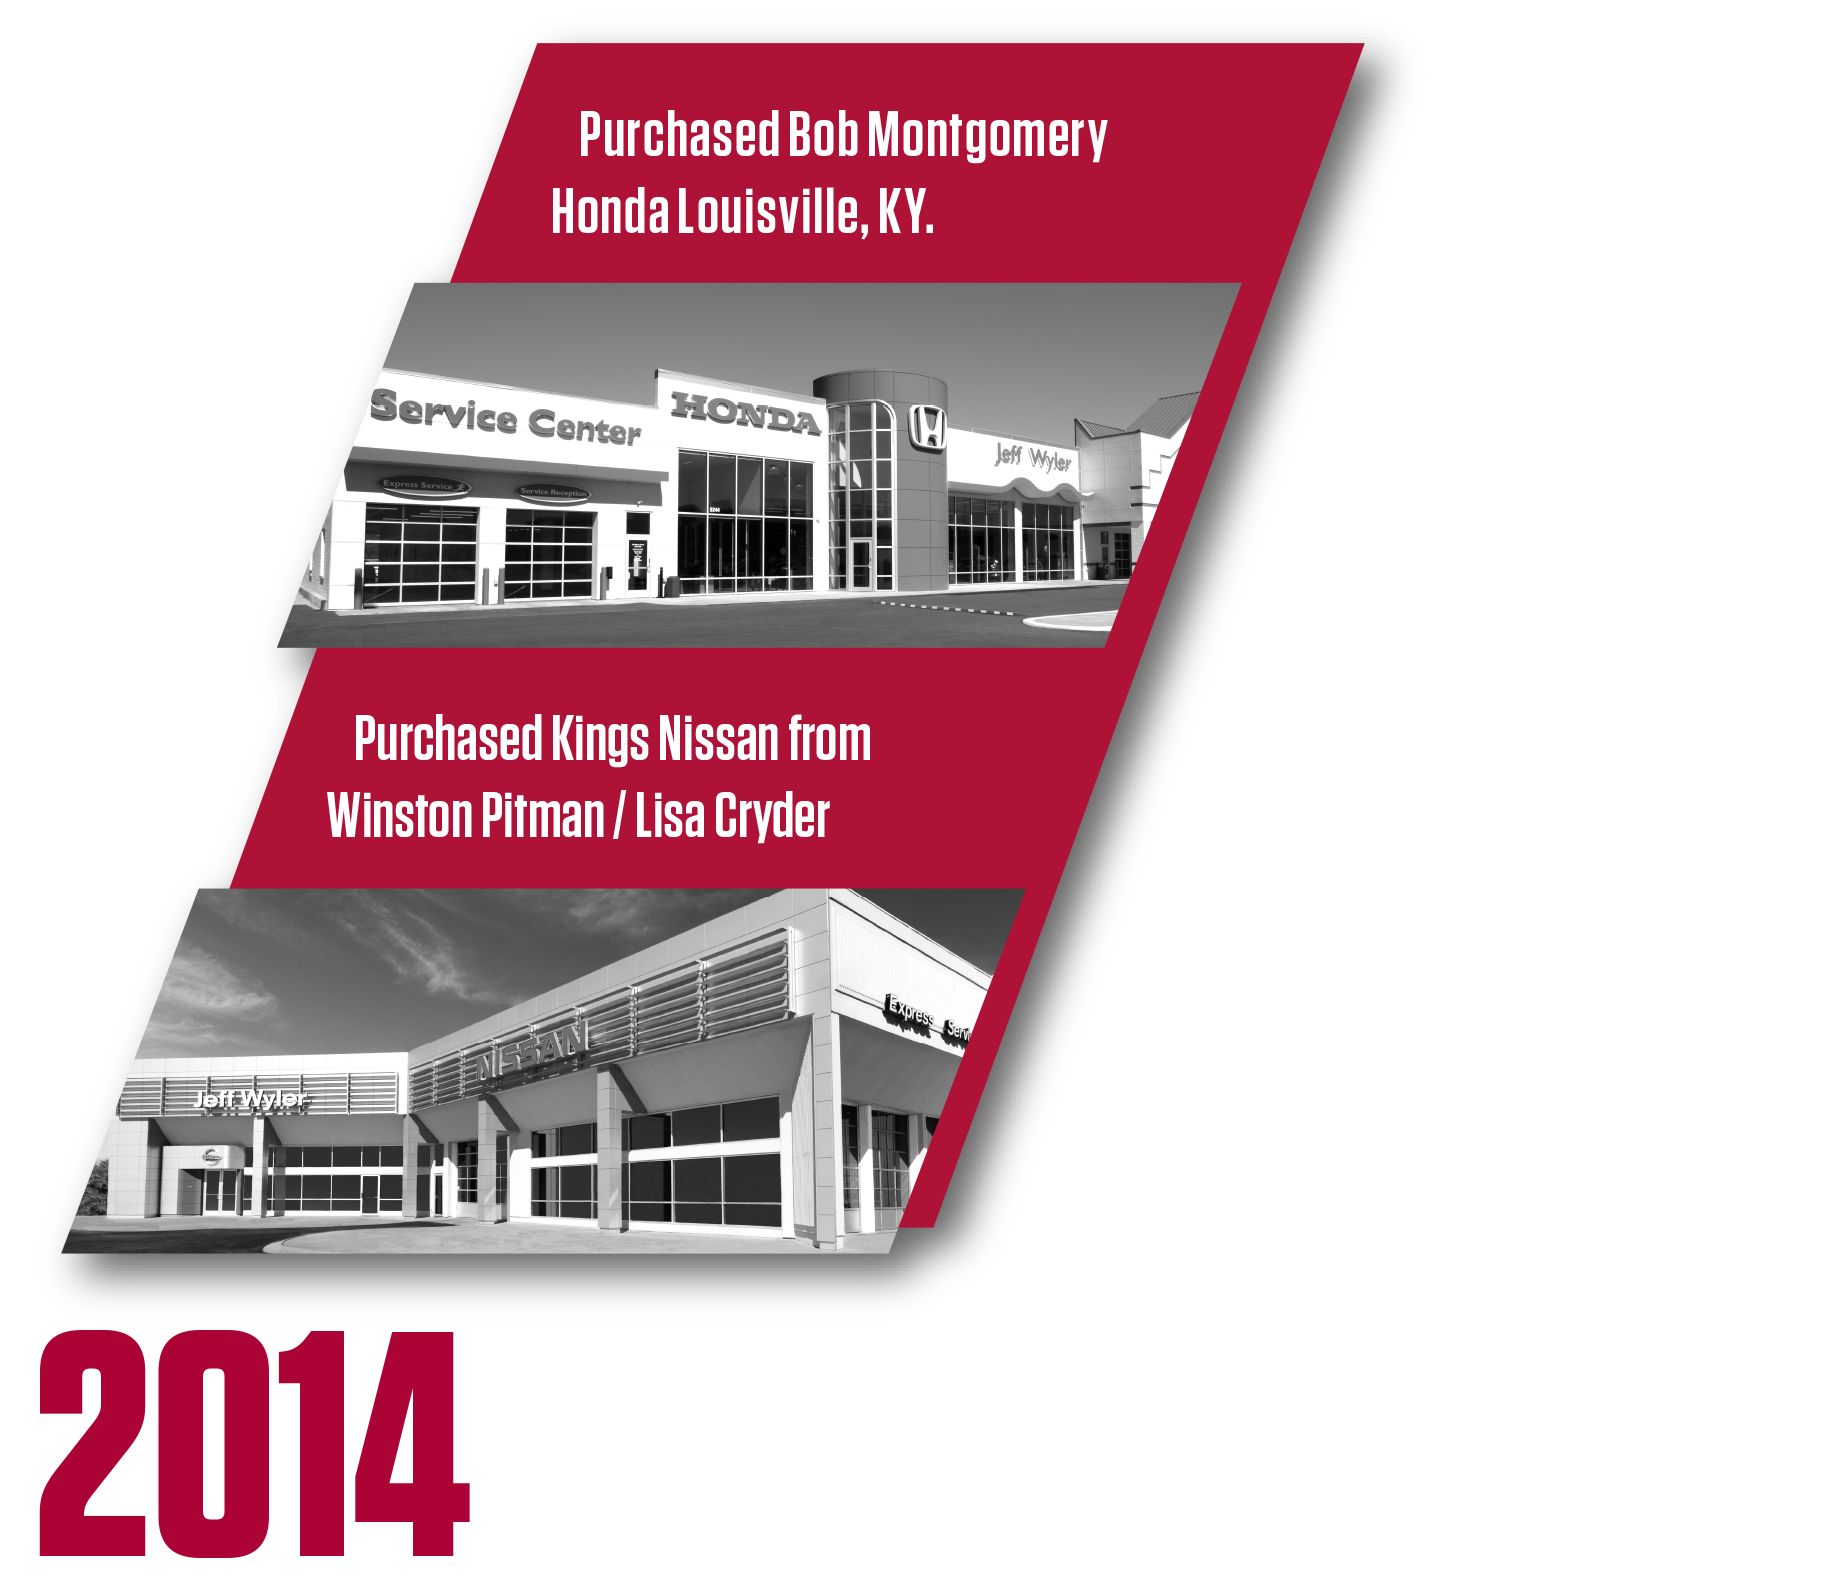 Purchased Bob Montgomery
Honda Louisville, KY.
Service Center
HONDA
Jeff Wyler
Express Service
Service Reception
5244
Purchased Kings Nissan from
Winston Pitman / Lisa Cryder
Express
NISSAN
Jeff Wyler
2014